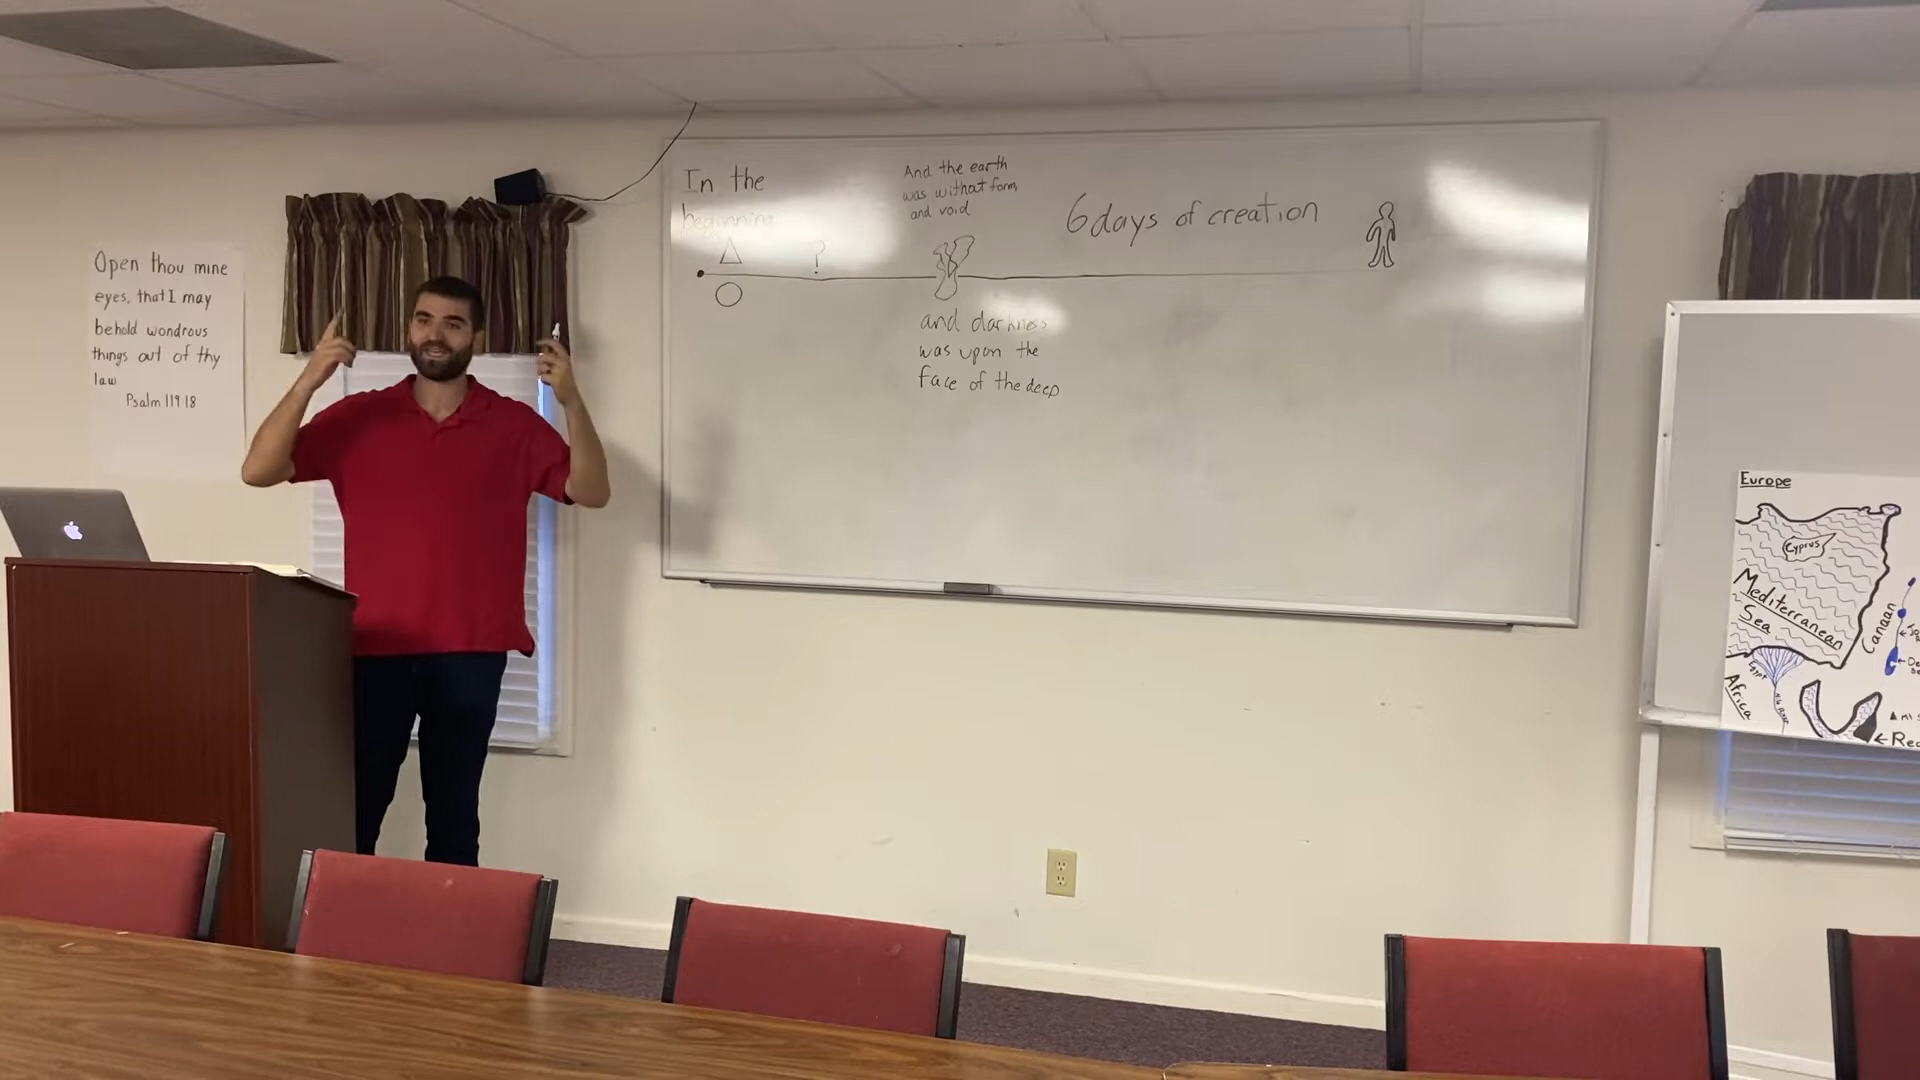 Open thou mine
eyes, that I may
behold wondrous
things out of thy
law
Psalm 119 18
In the
beginning
?
And the earth
was without form,
and void
6 days of creation
and darkness
was upon the
face of the deep
Europe
Cyprus
Mediterranean
Sea
Canaan
Egypt
Africa